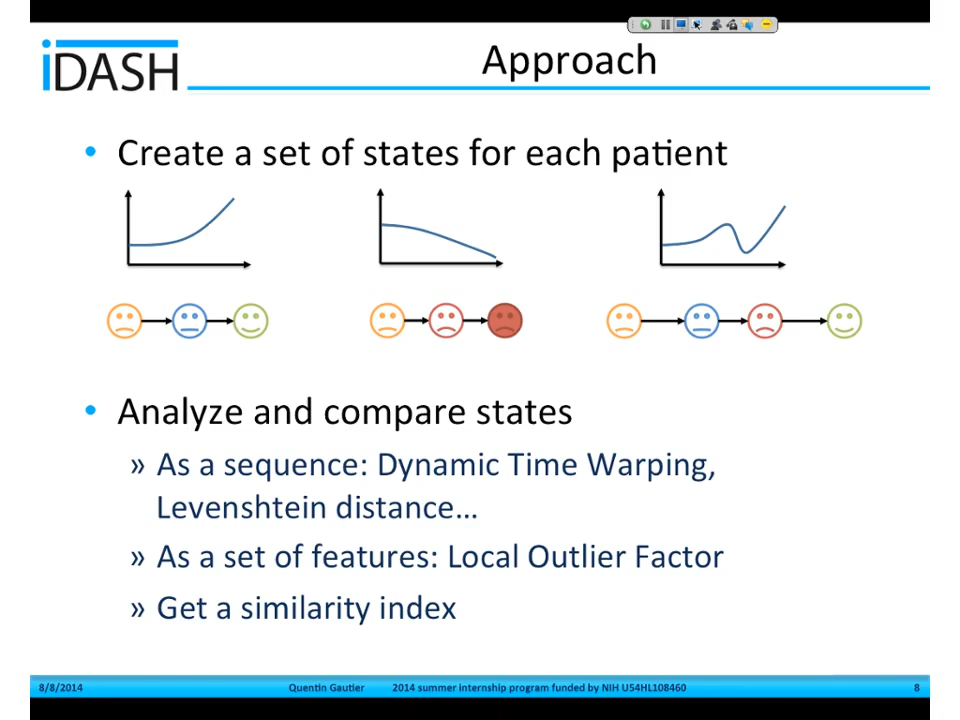 iDASH
Approach
• Create a set of states for each patient
• Analyze and compare states
» As a sequence: Dynamic Time Warping,
Levenshtein distance…
» As a set of features: Local Outlier Factor
» Get a similarity index
8/8/2014
Quentin Gautier
2014 summer internship program funded by NIH U54HL108460
8